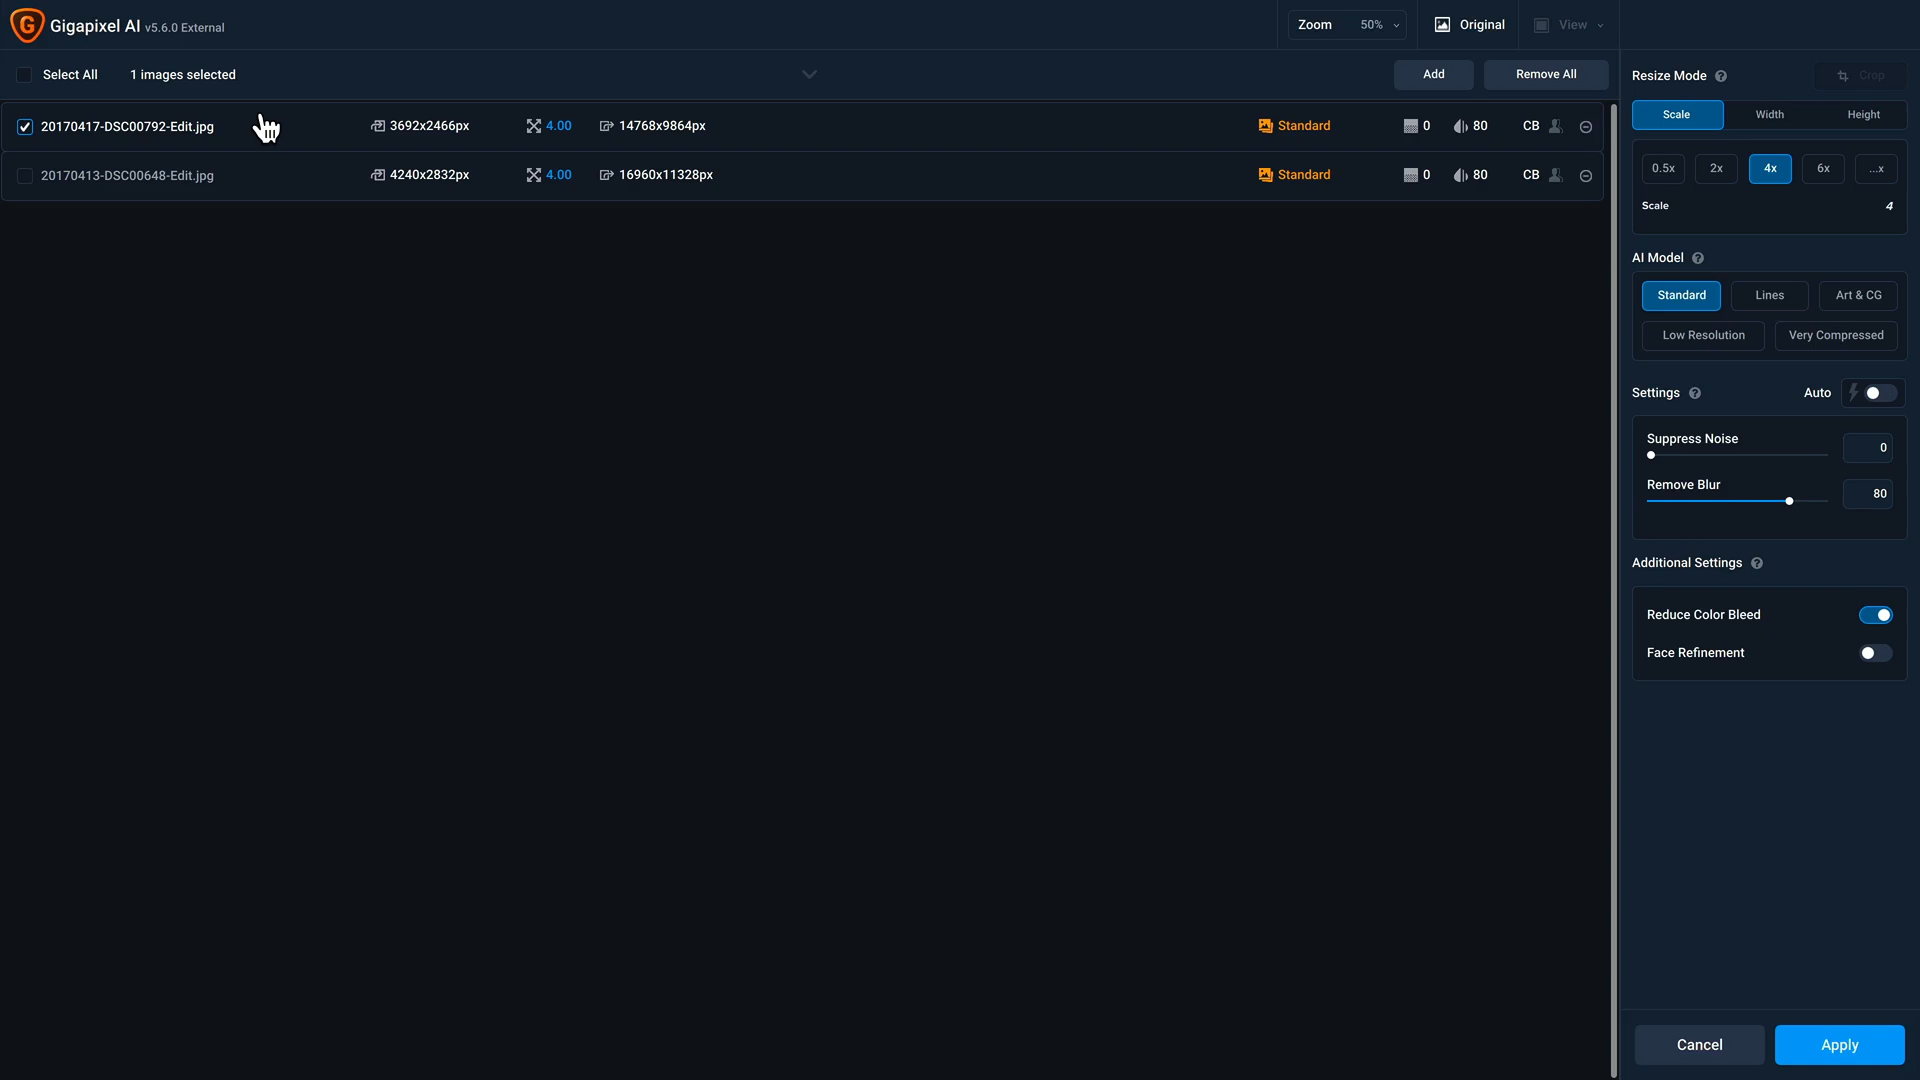 Gigapixel AI v5.6.0 External
Zoom 50% Original View
Select All 1 images selected Add Remove All
20170417-DSC00792-Edit.jpg 3692x2466px 4.00 14768x9864px Standard 0 80 CB
20170413-DSC00648-Edit.jpg 4240x2832px 4.00 16960x11328px Standard 0 80 CB
Resize Mode ? Crop
Scale Width Height
0.5x 2x 4x 6x ...x
Scale 4
AI Model ?
Standard Lines Art & CG
Low Resolution Very Compressed
Settings ? Auto
Suppress Noise 0
Remove Blur 80
Additional Settings ?
Reduce Color Bleed
Face Refinement
Cancel Apply